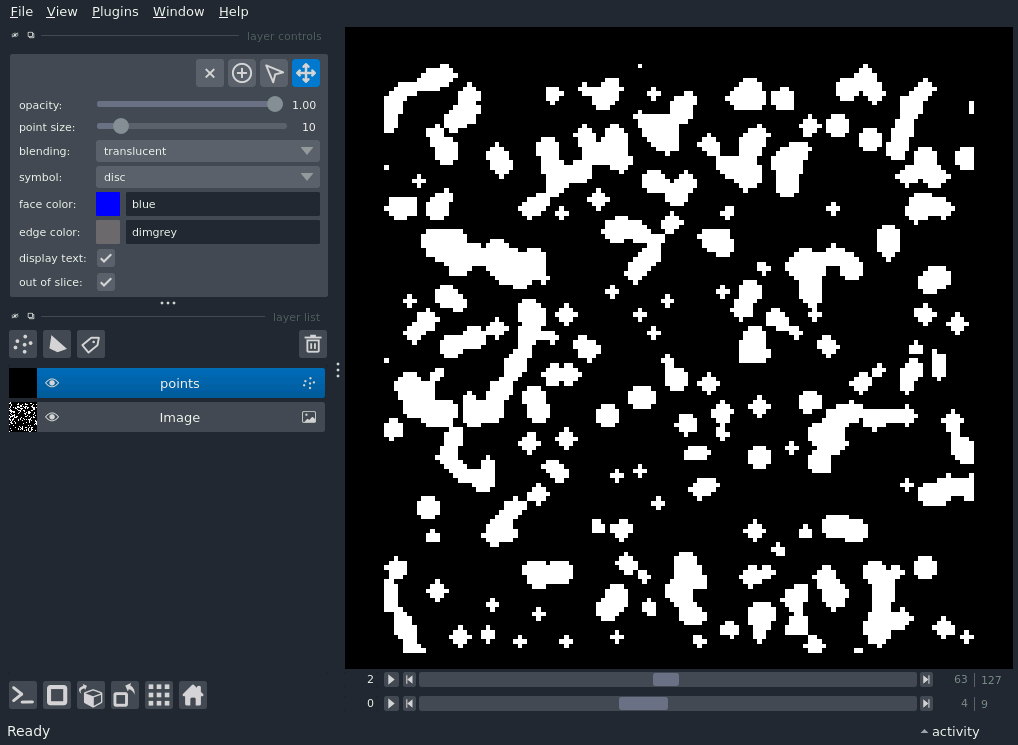 File View Plugins Window Help
layer controls
opacity: 1.00
point size: 10
blending: translucent
symbol: disc
face color: blue
edge color: dimgrey
display text:
out of slice:
layer list
points
Image
2 63 127
0 4 9
Ready activity